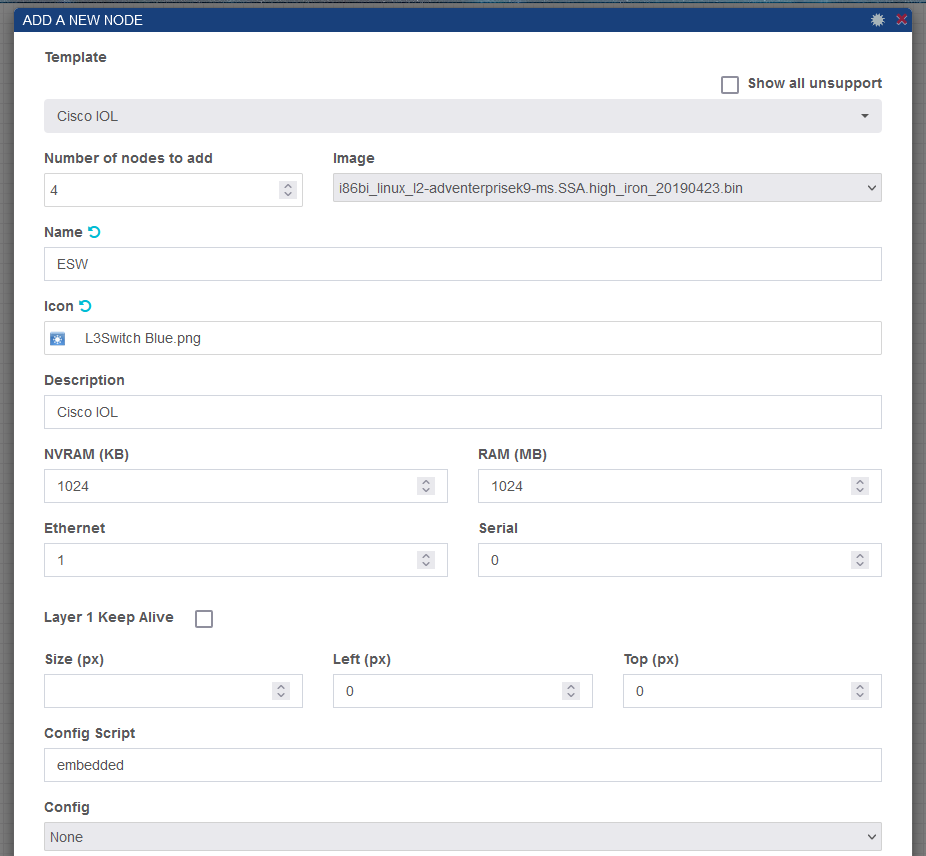 ADD A NEW NODE
Template
Show all unsupport
Cisco IOL
Number of nodes to add Image
4 i86bi_linux_l2-adventerprisek9-ms.SSA.high_iron_20190423.bin
Name
ESW
Icon
L3Switch Blue.png
Description
Cisco IOL
NVRAM (KB) RAM (MB)
1024 1024
Ethernet Serial
1 0
Layer 1 Keep Alive
Size (px) Left (px) Top (px)
0 0
Config Script
embedded
Config
None